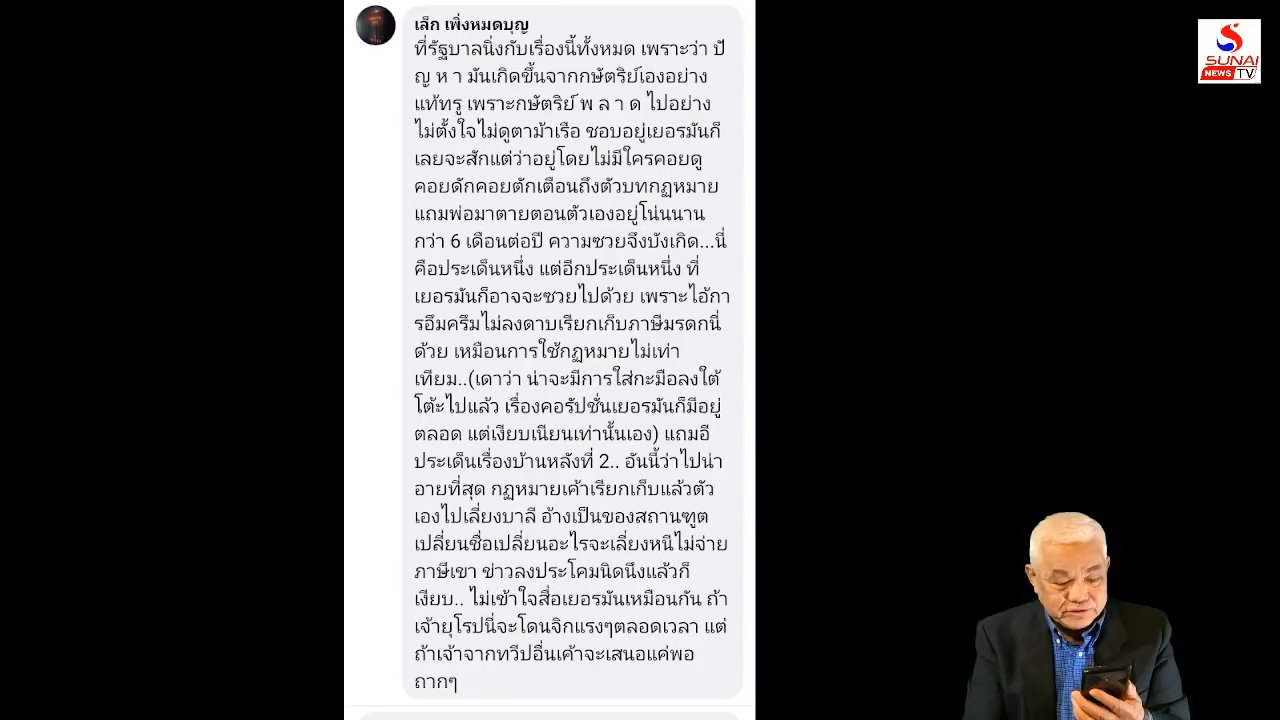 เล็ก เพิ่งหมดบุญ
ที่รัฐบาลนิ่งกับเรื่องนี้ทั้งหมด เพราะว่า ปั
ญ ห า มันเกิดขึ้นจากกษัตริย์เองอย่าง
แท้ทรู เพราะกษัตริย์ พ ล า ด ไปอย่าง
ไม่ตั้งใจไม่ดูตาม้าเรือ ชอบอยู่เยอรมันก็
เลยจะสักแต่ว่าอยู่โดยไม่มีใครคอยดู
คอยดักคอยตักเตือนถึงตัวบทกฎหมาย
แถมพ่อมาตายตอนตัวเองอยู่โน่นนาน
กว่า 6 เดือนต่อปี ความซวยจึงบังเกิด...นี่
คือประเด็นหนึ่ง แต่อีกประเด็นหนึ่ง ที่
เยอรมันก็อาจจะซวยไปด้วย เพราะไอ้กา
รอึมครึมไม่ลงดาบเรียกเก็บภาษีมรดกนี่
ด้วย เหมือนการใช้กฎหมายไม่เท่า
เทียม..(เดาว่า น่าจะมีการใส่กะมือลงใต้
โต้ะไปแล้ว เรื่องคอรัปชั่นเยอรมันก็มีอยู่
ตลอด แต่เงียบเนียนเท่านั้นเอง) แถมอี
ประเด็นเรื่องบ้านหลังที่ 2.. อันนี้ว่าไปน่า
อายที่สุด กฎหมายเค้าเรียกเก็บแล้วตัว
เองไปเลี่ยงบาลี อ้างเป็นของสถานฑูต
เปลี่ยนชื่อเปลี่ยนอะไรจะเลี่ยงหนีไม่จ่าย
ภาษีเขา ข่าวลงประโคมนิดนึงแล้วก็
เงียบ.. ไม่เข้าใจสื่อเยอรมันเหมือนกัน ถ้า
เจ้ายุโรปนี่จะโดนจิกแรงๆตลอดเวลา แต่
ถ้าเจ้าจากทวีปอื่นเค้าจะเสนอแค่พอ
ถากๆ
SUNAI
NEWS TV